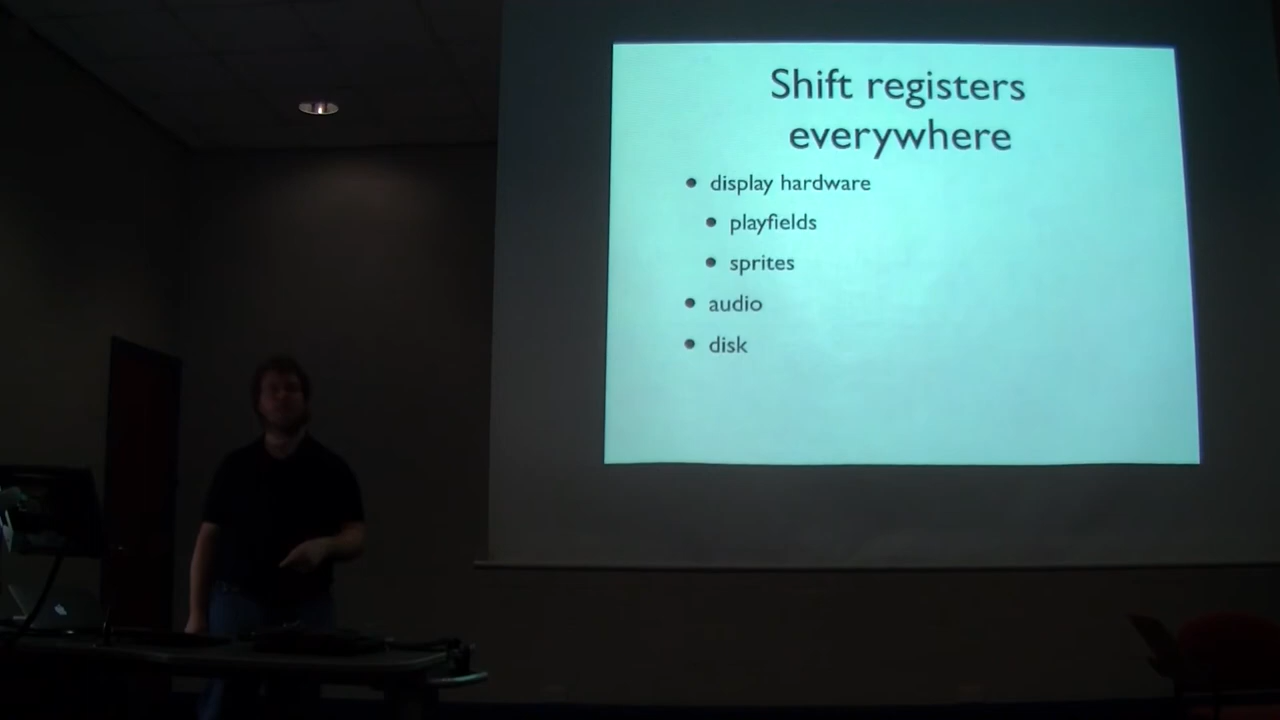 Shift registers
everywhere
• display hardware
• playfields
• sprites
• audio
• disk